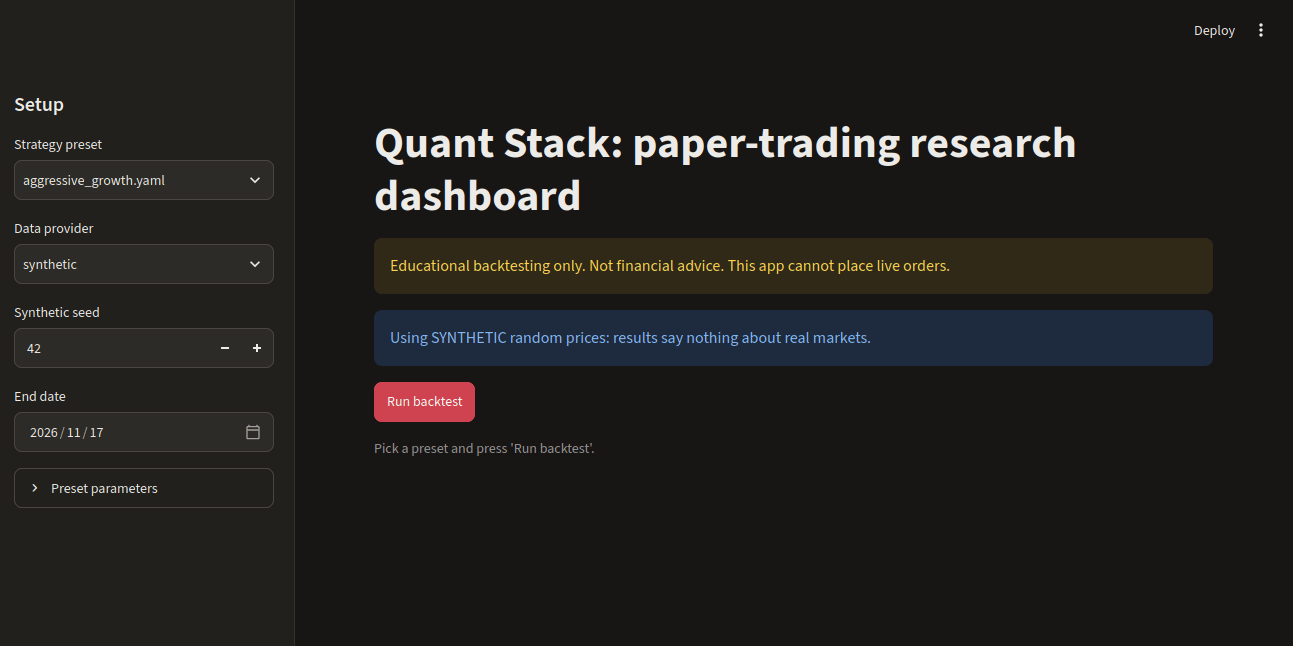 Deploy
Setup
Strategy preset
aggressive_growth.yaml
Data provider
synthetic
Synthetic seed
42
End date
2026/11/17
Preset parameters
Quant Stack: paper-trading research
dashboard
Educational backtesting only. Not financial advice. This app cannot place live orders.
Using SYNTHETIC random prices: results say nothing about real markets.
Run backtest
Pick a preset and press 'Run backtest'.